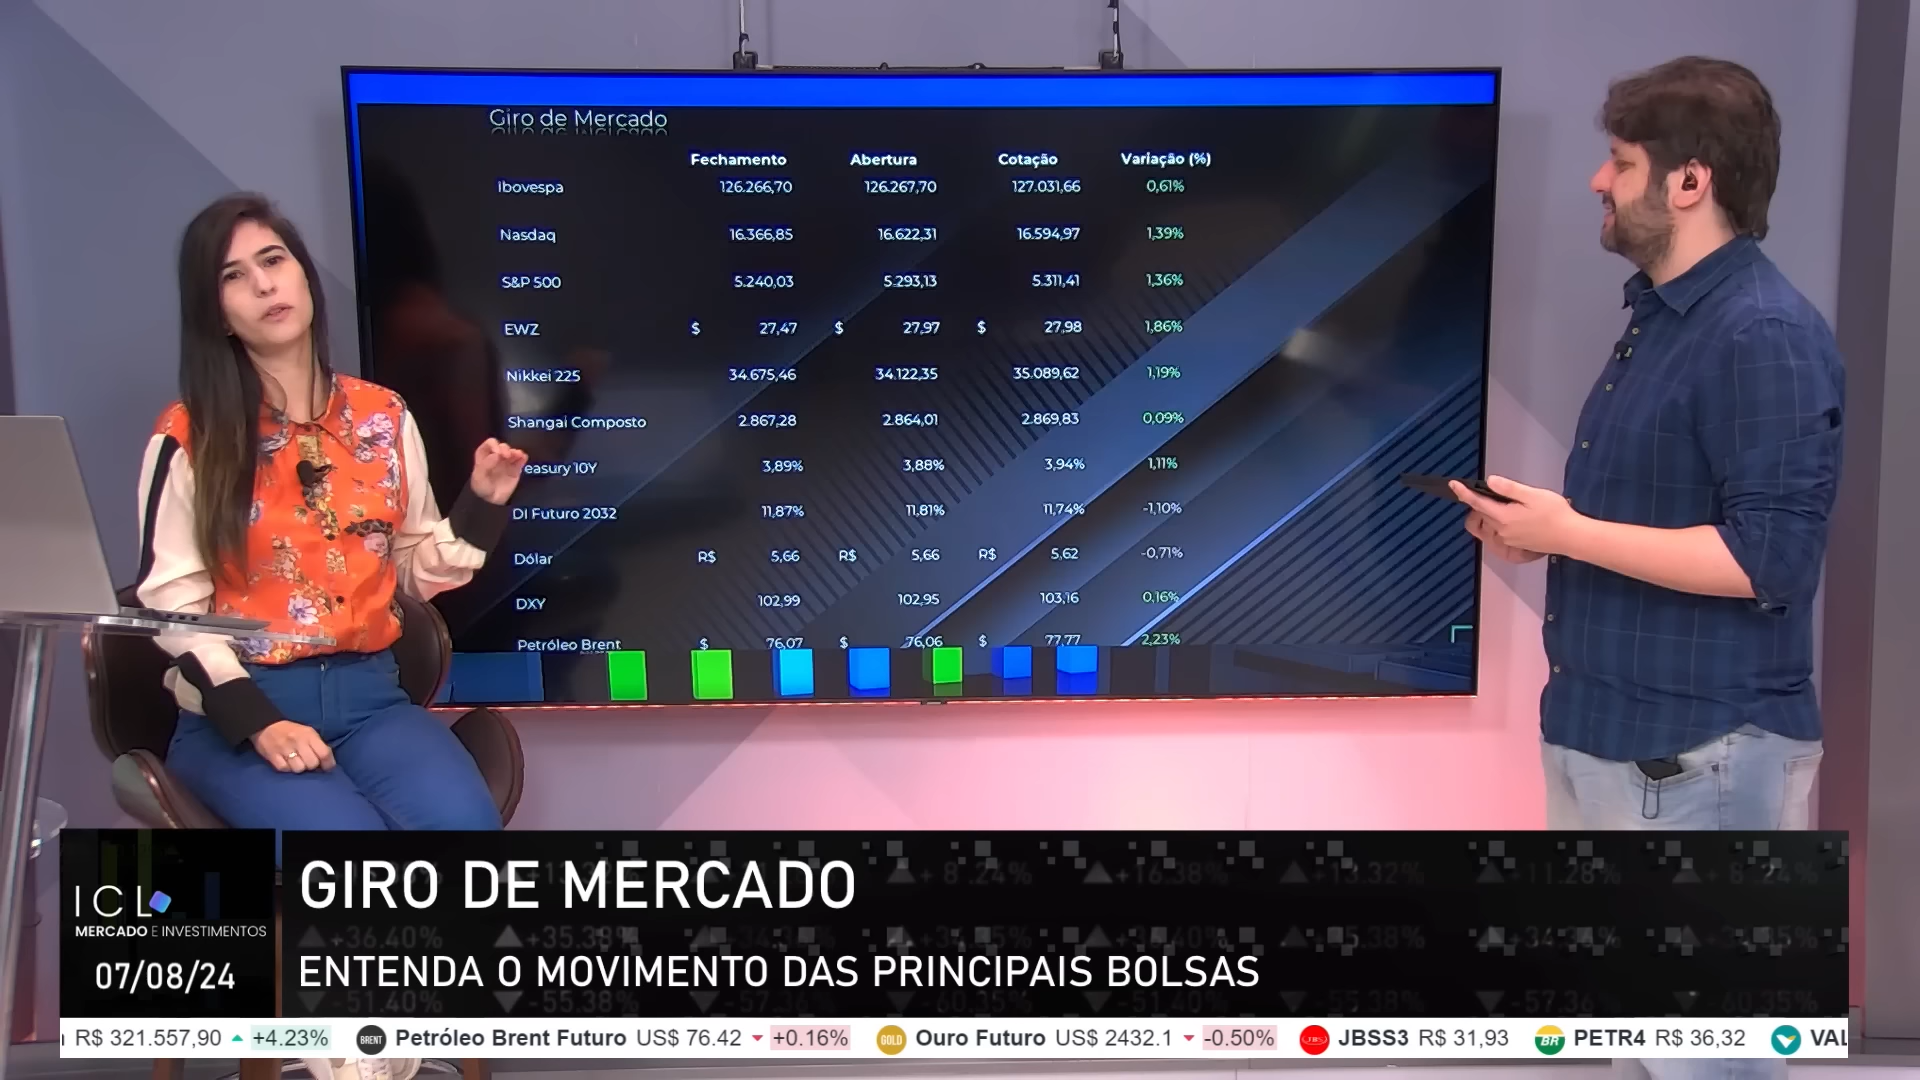 Giro de Mercado
Fechamento Abertura Cotação Variação (%)
Ibovespa 126.266,70 126.267,70 127.031,66 0,61%
Nasdaq 16.366,85 16.622,31 16.594,97 1,39%
S&P 500 5.240,03 5.293,13 5.311,41 1,36%
EWZ $ 27,47 $ 27,97 $ 27,98 1,86%
Nikkei 225 34.675,46 34.122,35 35.089,62 1,19%
Shangai Composto 2.867,28 2.864,01 2.869,83 0,09%
easury 10Y 3,89% 3,88% 3,94% 1,11%
DI Futuro 2032 11,87% 11,81% 11,74% -1,10%
Dólar R$ 5,66 R$ 5,66 R$ 5,62 -0,71%
DXY 102,99 102,95 103,16 0,16%
Petróleo Brent $ 76,07 $ 76,06 $ 77,77 2,23%
ICL
MERCADO E INVESTIMENTOS
07/08/24
GIRO DE MERCADO
ENTENDA O MOVIMENTO DAS PRINCIPAIS BOLSAS
R$ 321.557,90 +4.23% BRENT Petróleo Brent Futuro US$ 76.42 +0.16% GOLD Ouro Futuro US$ 2432.1 -0.50% JBS JBSS3 R$ 31,93 BR PETR4 R$ 36,32 VAL